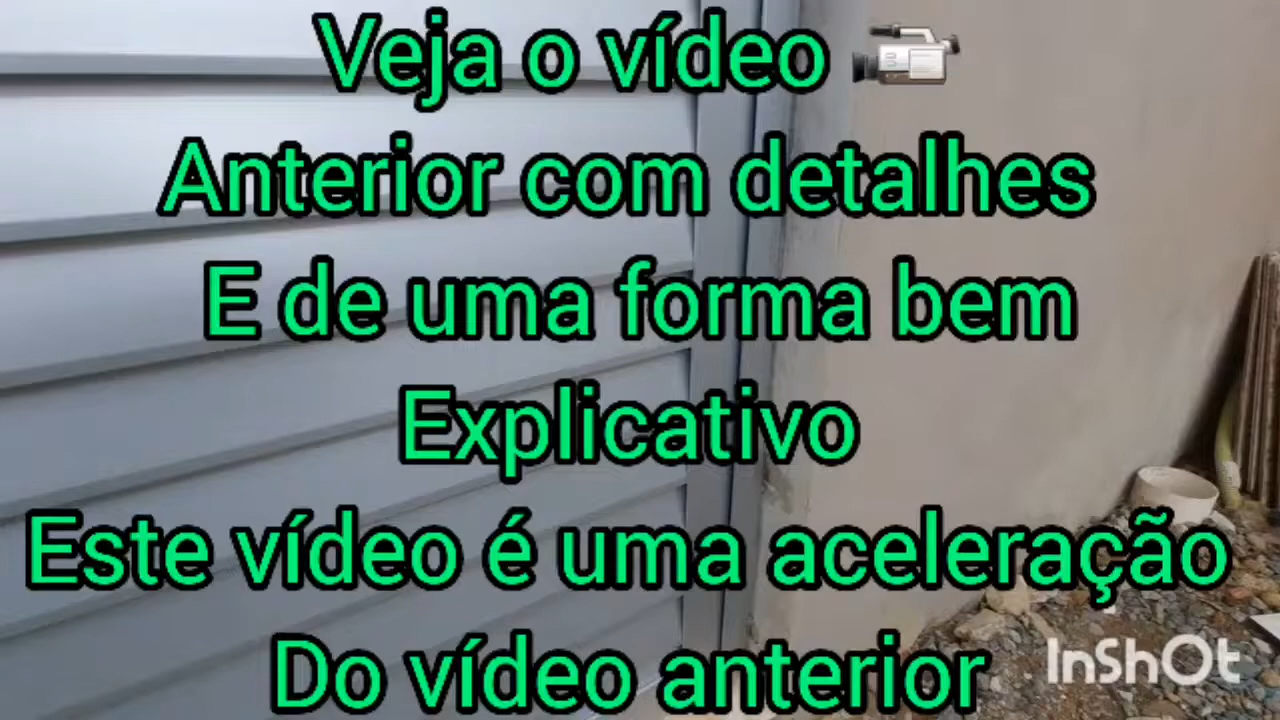 Veja o vídeo
Anterior com detalhes
E de uma forma bem
Explicativo
Este vídeo é uma aceleração
Do vídeo anterior
InShOt